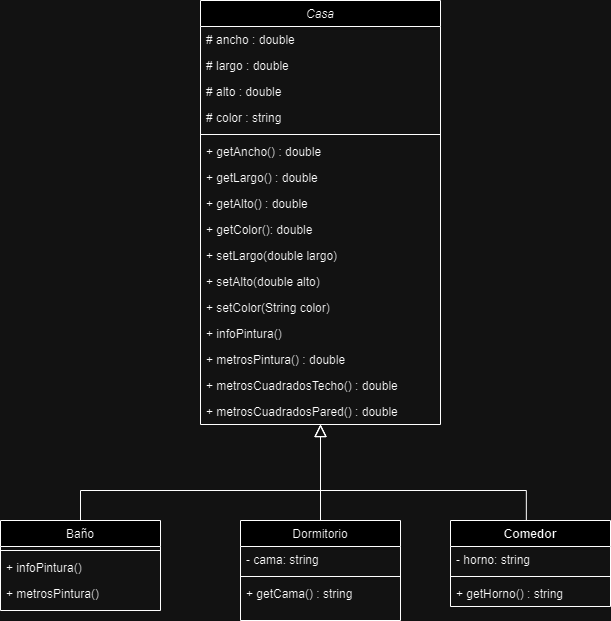 Casa
# ancho : double
# largo : double
# alto : double
# color : string
+ getAncho() : double
+ getLargo() : double
+ getAlto() : double
+ getColor(): double
+ setLargo(double largo)
+ setAlto(double alto)
+ setColor(String color)
+ infoPintura()
+ metrosPintura() : double
+ metrosCuadradosTecho() : double
+ metrosCuadradosPared() : double
Baño
+ infoPintura()
+ metrosPintura()
Dormitorio
- cama: string
+ getCama() : string
Comedor
- horno: string
+ getHorno() : string